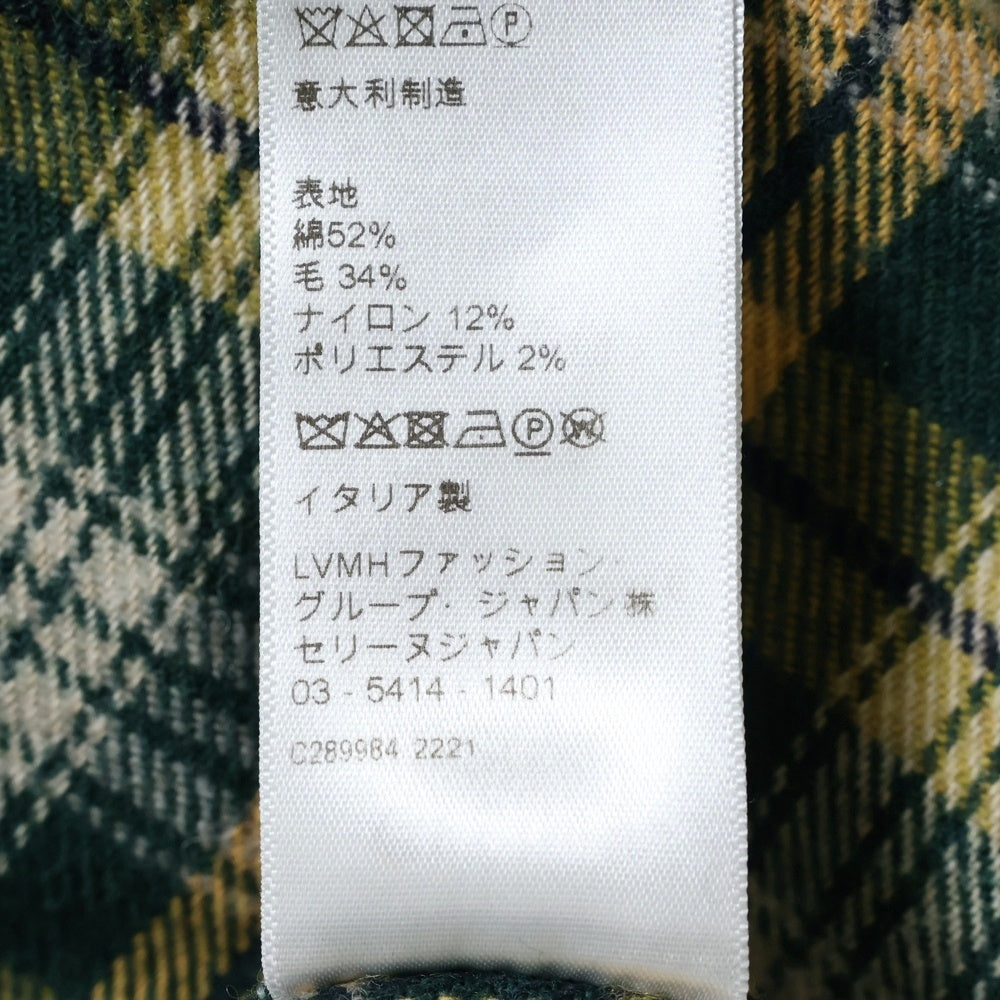 意大利制造
表地
綿52%
毛 34%
ナイロン 12%
ポリエステル 2%
イタリア製
LVMHファッション・
グループ・ジャパン株
セリーヌジャパン
03 - 5414 - 1401
C289984 2221